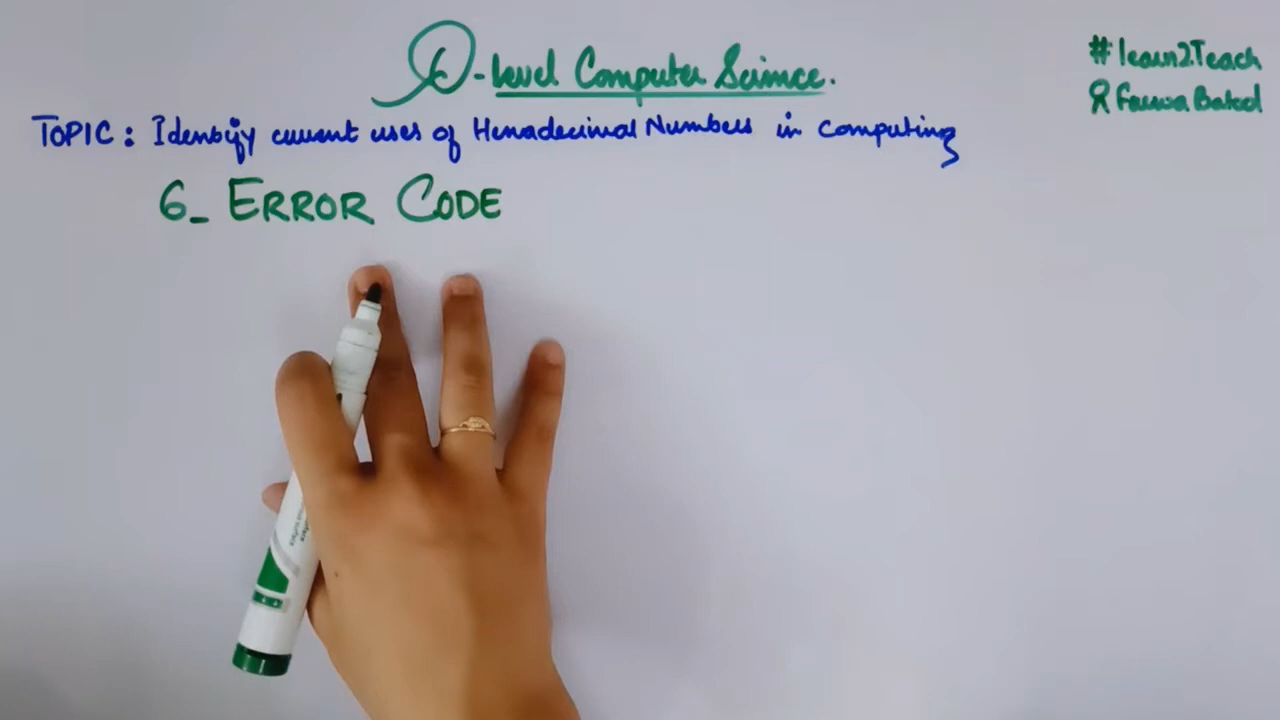 O-level Computer Science.
#learn2Teach
TOPIC: Identify current uses of Hexadecimal Numbers in computing
6_ ERROR CODE